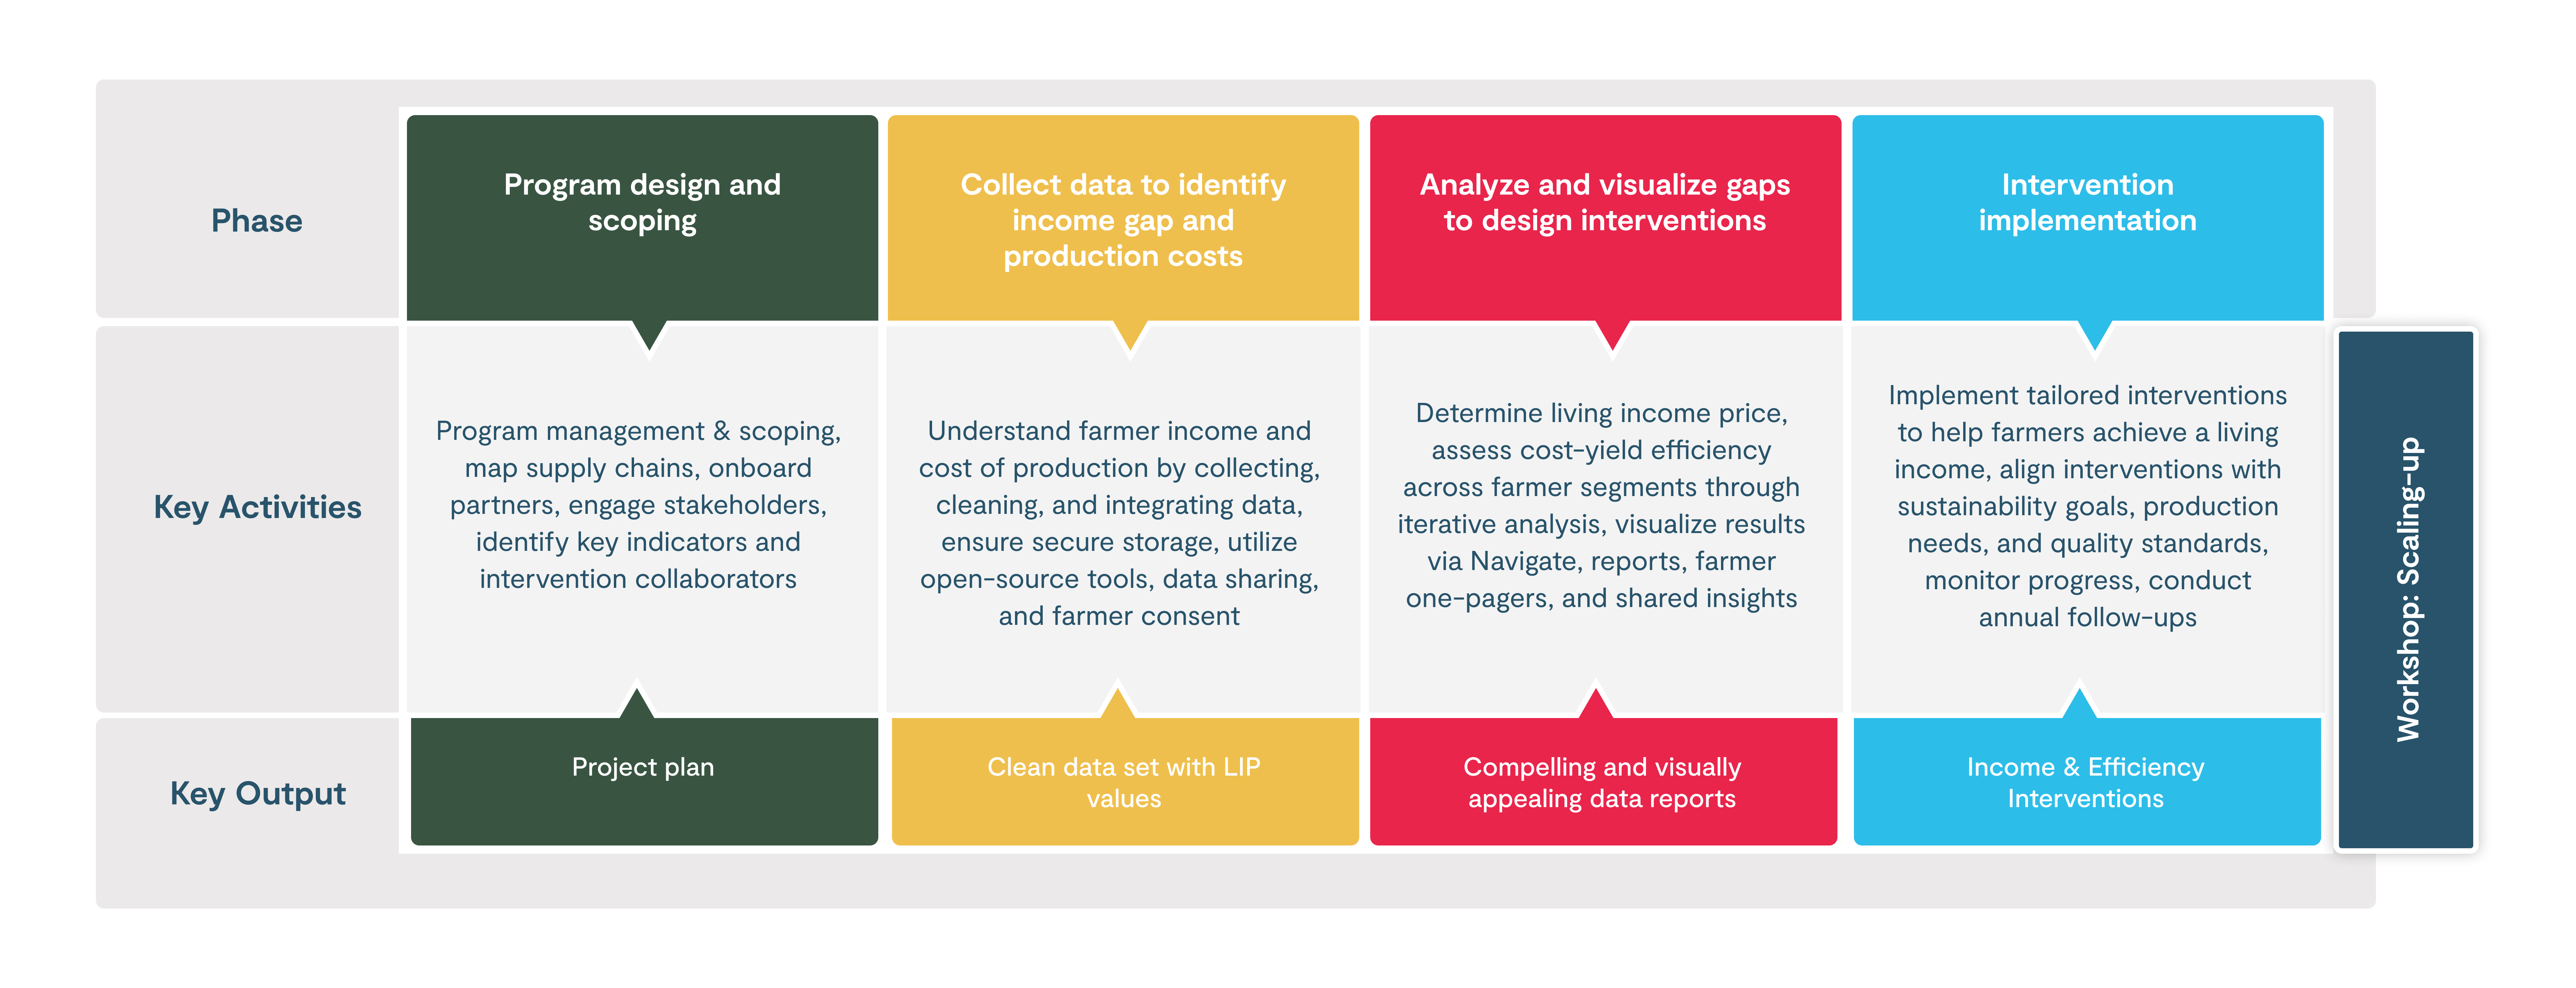 Phase
Program design and
scoping
Collect data to identify
income gap and
production costs
Analyze and visualize gaps
to design interventions
Intervention
implementation
Key Activities
Program management & scoping,
map supply chains, onboard
partners, engage stakeholders,
identify key indicators and
intervention collaborators
Understand farmer income and
cost of production by collecting,
cleaning, and integrating data,
ensure secure storage, utilize
open-source tools, data sharing,
and farmer consent
Determine living income price,
assess cost-yield efficiency
across farmer segments through
iterative analysis, visualize results
via Navigate, reports, farmer
one-pagers, and shared insights
Implement tailored interventions
to help farmers achieve a living
income, align interventions with
sustainability goals, production
needs, and quality standards,
monitor progress, conduct
annual follow-ups
Workshop: Scaling-up
Key Output
Project plan
Clean data set with LIP
values
Compelling and visually
appealing data reports
Income & Efficiency
Interventions